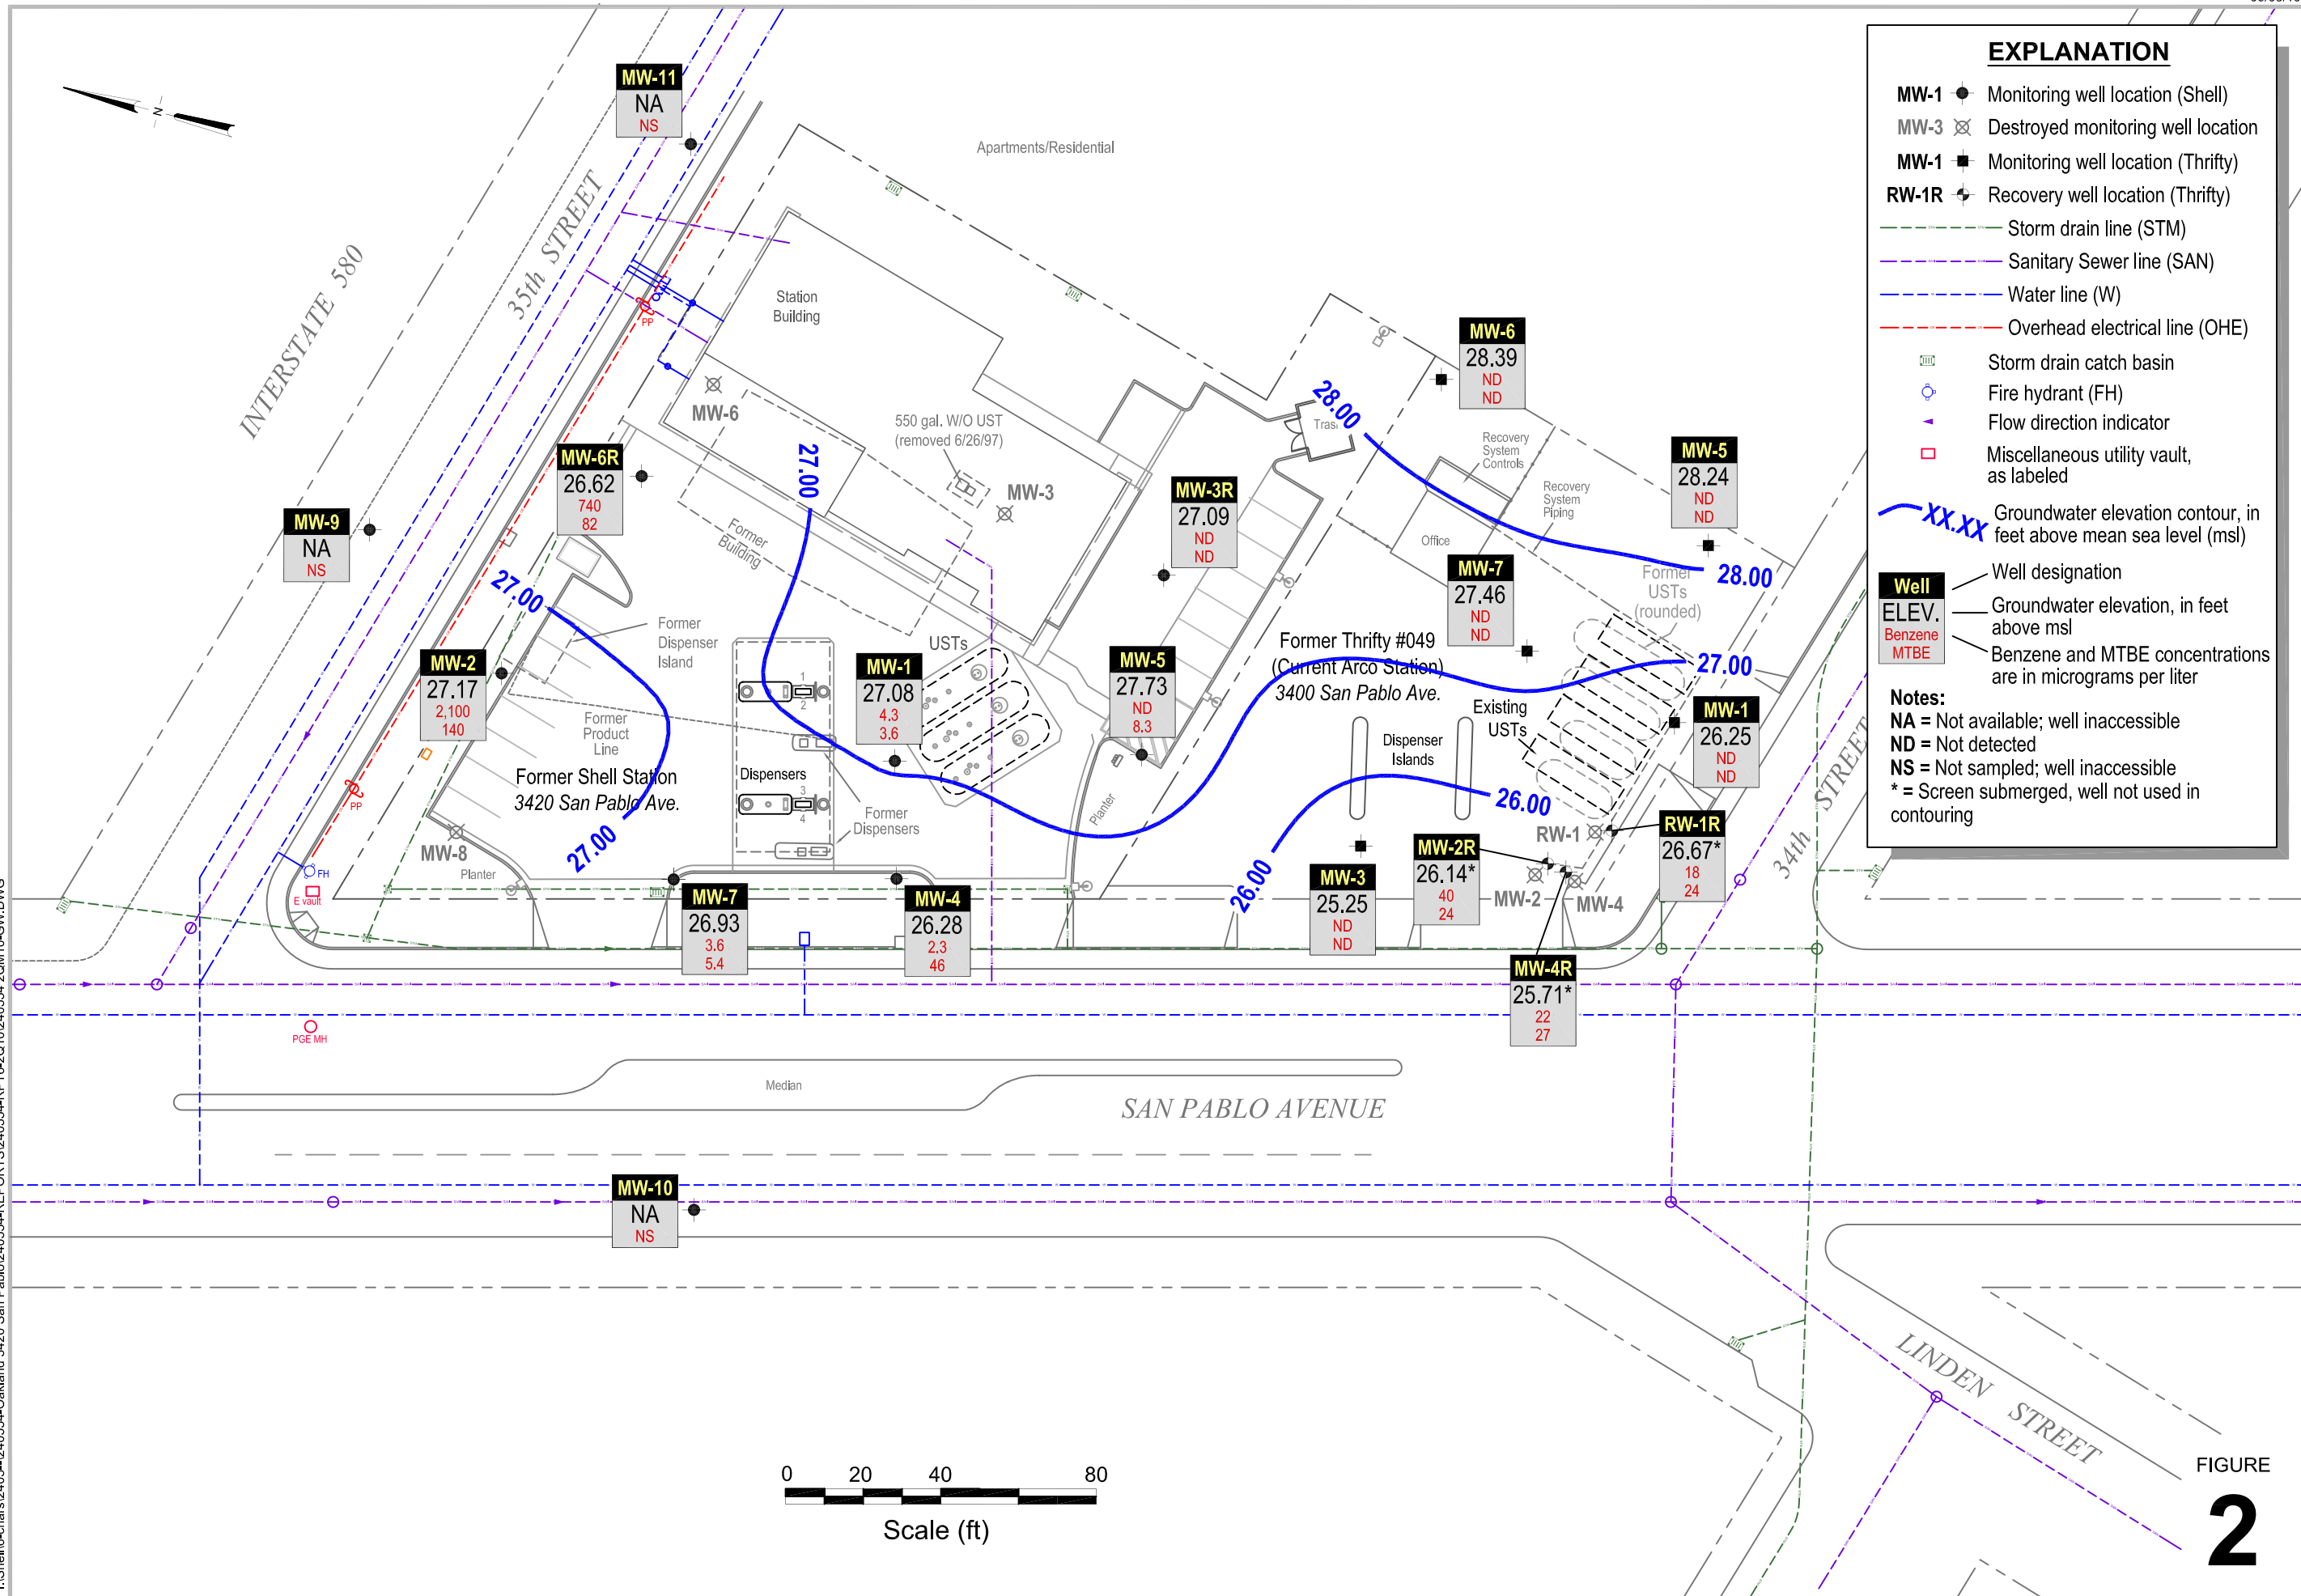 EXPLANATION
MW-1 Monitoring well location (Shell)
MW-3 Destroyed monitoring well location
MW-1 Monitoring well location (Thrifty)
RW-1R Recovery well location (Thrifty)
Storm drain line (STM)
Sanitary Sewer line (SAN)
Water line (W)
Overhead electrical line (OHE)
Storm drain catch basin
Fire hydrant (FH)
Flow direction indicator
Miscellaneous utility vault,
as labeled
XX.XX Groundwater elevation contour, in
feet above mean sea level (msl)
Well
ELEV.
Benzene
MTBE
Well designation
Groundwater elevation, in feet
above msl
Benzene and MTBE concentrations
are in micrograms per liter
Notes:
NA = Not available; well inaccessible
ND = Not detected
NS = Not sampled; well inaccessible
* = Screen submerged, well not used in
contouring
N
MW-11
NA
NS
INTERSTATE 580
35th STREET
Apartments/Residential
Station
Building
PP
MW-6
550 gal. W/O UST
(removed 6/26/97)
MW-3
MW-6
28.39
ND
ND
28.00
Recovery
System
Controls
Recovery
System
Piping
Office
MW-5
28.24
ND
ND
28.00
MW-6R
26.62
740
82
27.00
MW-3R
27.09
ND
ND
MW-9
NA
NS
Former
Building
27.00
Former
Dispenser
Island
MW-7
27.46
ND
ND
Former
USTs
(rounded)
MW-2
27.17
2,100
140
USTs
MW-1
27.08
4.3
3.6
MW-5
27.73
ND
8.3
Former Thrifty #049
(Current Arco Station)
3400 San Pablo Ave.
27.00
1
2
Former
Product
Line
Existing
USTs
Dispenser
Islands
MW-1
26.25
ND
ND
Former Shell Station
3420 San Pablo Ave.
Dispensers
3
4
Former
Dispensers
Planter
26.00
26.00
PP
27.00
MW-8
Planter
FH
E vault
RW-1
RW-1R
26.67*
18
24
34th STREET
MW-2R
26.14*
40
24
MW-2
MW-4
MW-3
25.25
ND
ND
MW-7
26.93
3.6
5.4
MW-4
26.28
2.3
46
MW-4R
25.71*
22
27
PGE MH
Median
SAN PABLO AVENUE
MW-10
NA
NS
LINDEN STREET
0 20 40 80
Scale (ft)
FIGURE
2